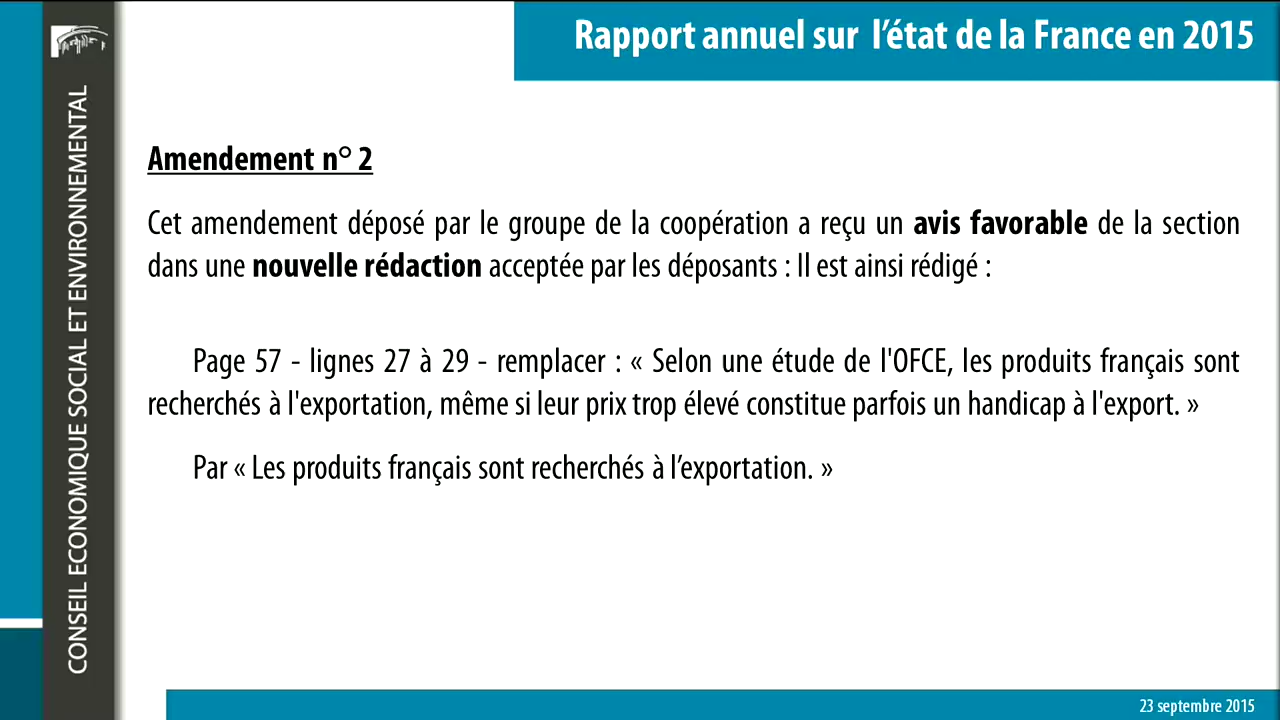 Rapport annuel sur l’état de la France en 2015
CONSEIL ECONOMIQUE SOCIAL ET ENVIRONNEMENTAL
Amendement n° 2
Cet amendement déposé par le groupe de la coopération a reçu un avis favorable de la section
dans une nouvelle rédaction acceptée par les déposants : Il est ainsi rédigé :
Page 57 - lignes 27 à 29 - remplacer : « Selon une étude de l'OFCE, les produits français sont
recherchés à l'exportation, même si leur prix trop élevé constitue parfois un handicap à l'export. »
Par « Les produits français sont recherchés à l’exportation. »
23 septembre 2015